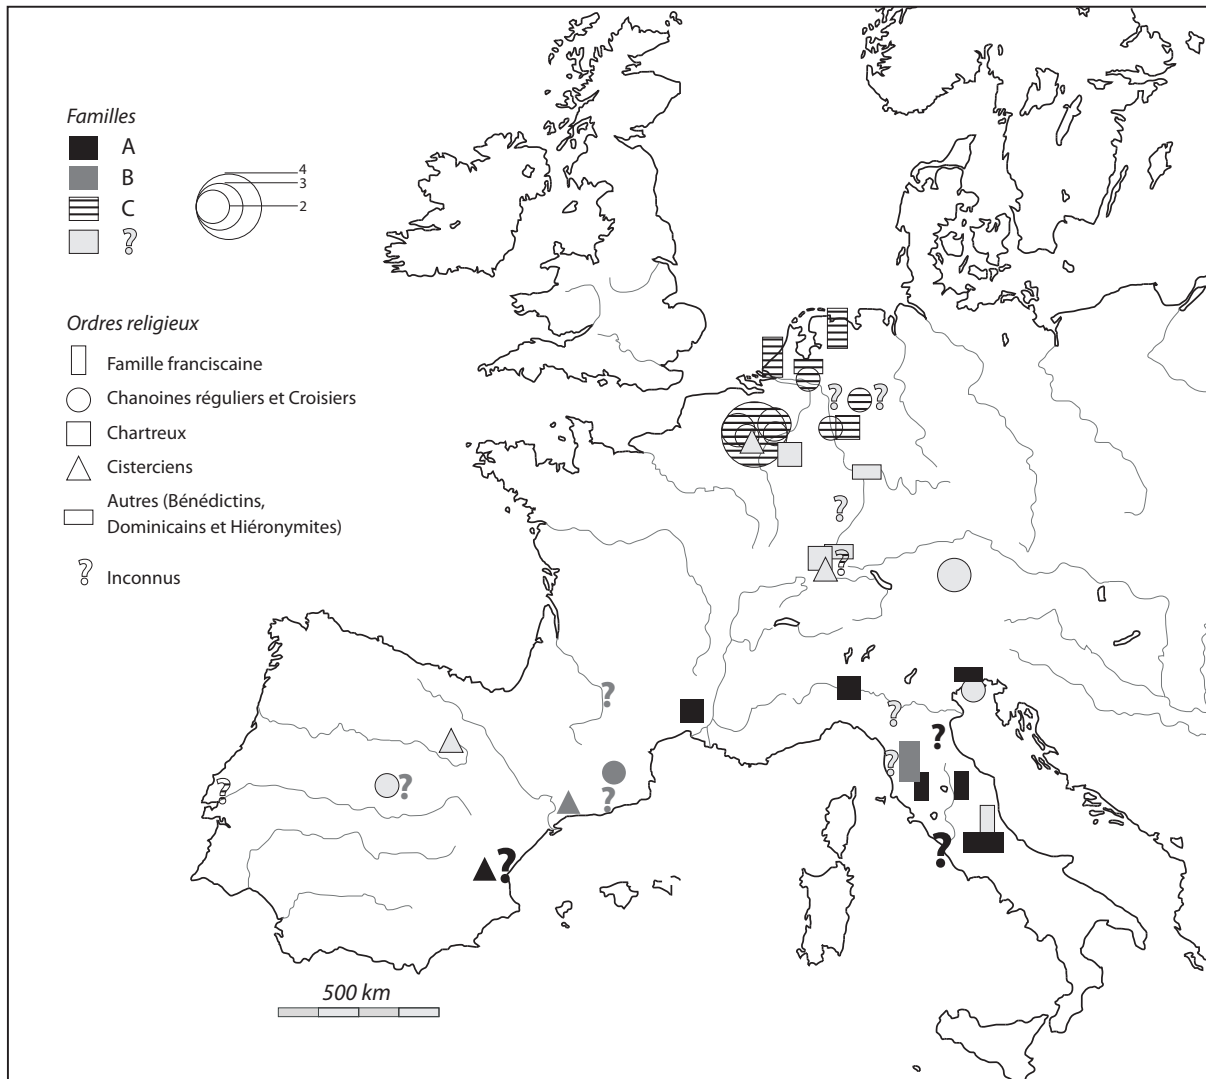 Familles
A
B
C
?
4
3
2
Ordres religieux
Famille franciscaine
Chanoines réguliers et Croisiers
Chartreux
Cisterciens
Autres (Bénédictins,
Dominicains et Hiéronymites)
? Inconnus
? ?
?
?
?
?
?
?
?
?
?
?
?
?
500 km